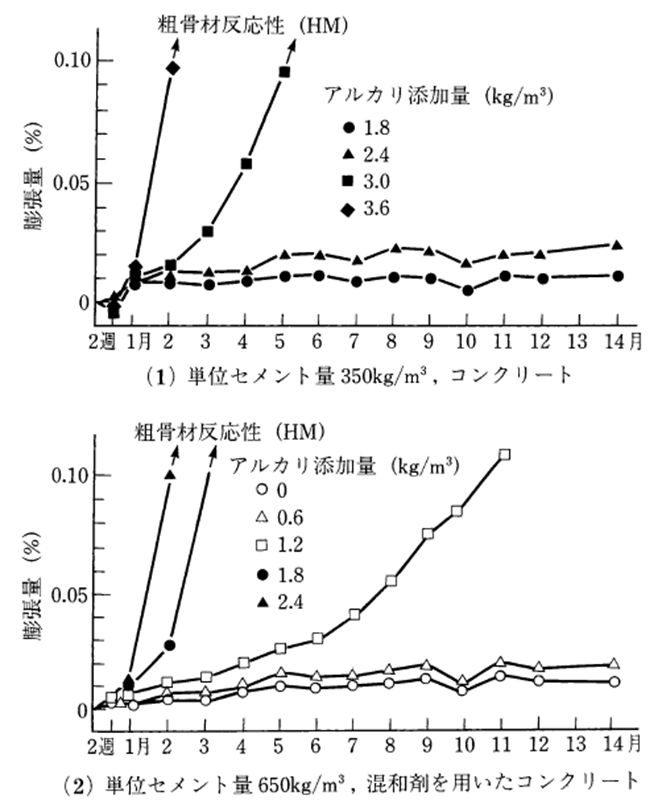 粗骨材反応性 (HM)
0.10
アルカリ添加量 (kg/m³)
● 1.8
▲ 2.4
■ 3.0
◆ 3.6
膨張量 (%)
0.05
0
2週 1月 2 3 4 5 6 7 8 9 10 11 12 13 14月
(1) 単位セメント量 350kg/m³, コンクリート
粗骨材反応性 (HM)
アルカリ添加量 (kg/m³)
0.10
○ 0
△ 0.6
□ 1.2
● 1.8
▲ 2.4
膨張量 (%)
0.05
0
2週 1月 2 3 4 5 6 7 8 9 10 11 12 13 14月
(2) 単位セメント量 650kg/m³, 混和剤を用いたコンクリート